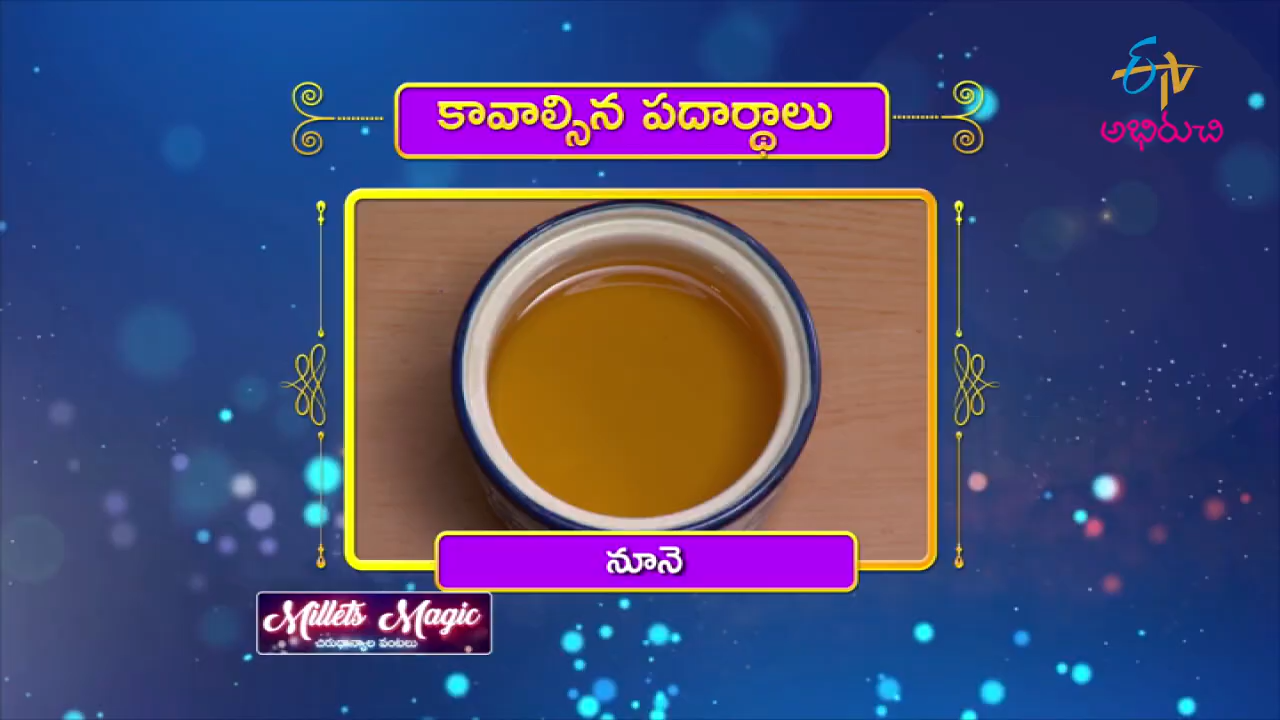 కావాల్సిన పదార్థాలు
ETV
అభిరుచి
నూనె
Millets Magic
చిరుధాన్యాల వంటలు